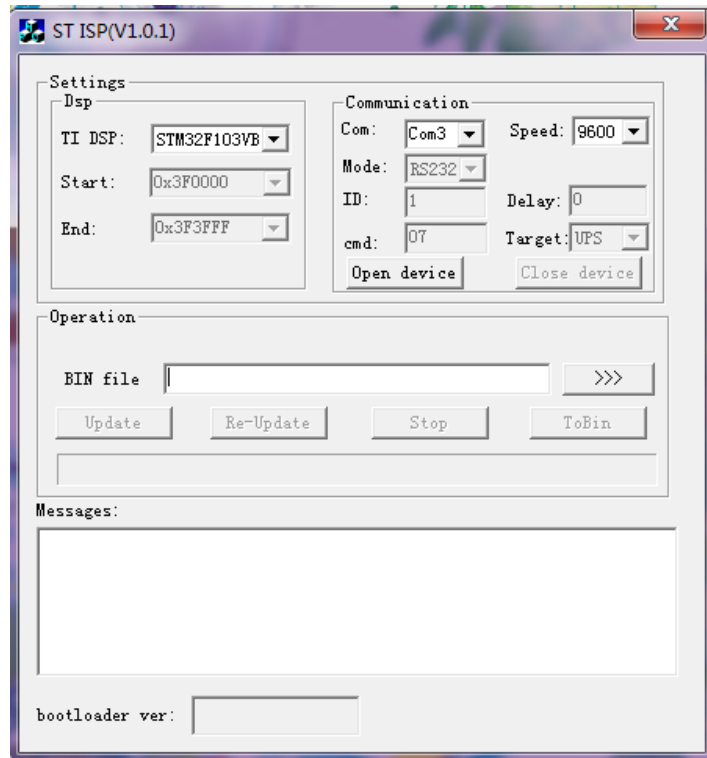 ST ISP(V1.0.1)
Settings
Dsp
TI DSP: STM32F103VB
Start: 0x3F0000
End: 0x3F3FFF
Communication
Com: Com3 Speed: 9600
Mode: RS232
ID: 1 Delay: 0
cmd: 07 Target: UPS
Open device Close device
Operation
BIN file >>>
Update Re-Update Stop ToBin
Messages:
bootloader ver: